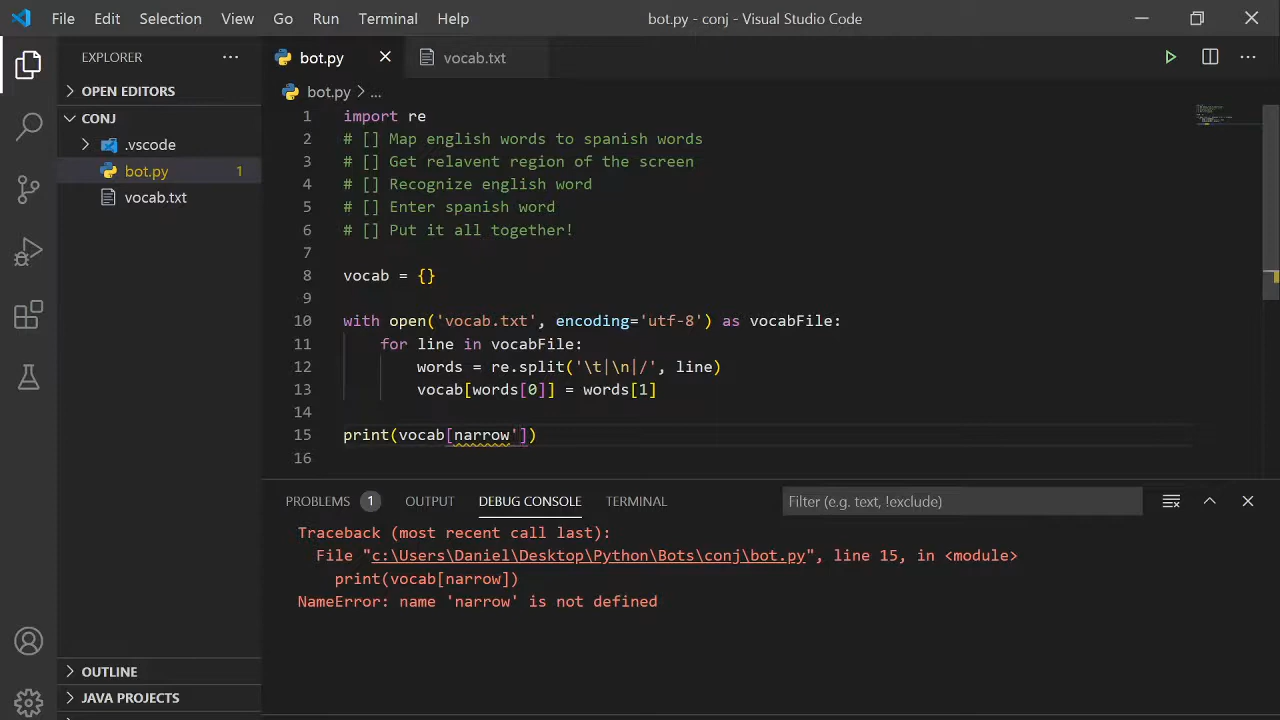 File Edit Selection View Go Run Terminal Help bot.py - conj - Visual Studio Code
EXPLORER
bot.py
vocab.txt
OPEN EDITORS
CONJ
.vscode
bot.py 1
vocab.txt
OUTLINE
JAVA PROJECTS
bot.py > ...
1 import re
2 # [] Map english words to spanish words
3 # [] Get relavent region of the screen
4 # [] Recognize english word
5 # [] Enter spanish word
6 # [] Put it all together!
7
8 vocab = {}
9
10 with open('vocab.txt', encoding='utf-8') as vocabFile:
11 for line in vocabFile:
12 words = re.split('\t|\n|/', line)
13 vocab[words[0]] = words[1]
14
15 print(vocab[narrow'])
16
PROBLEMS 1 OUTPUT DEBUG CONSOLE TERMINAL Filter (e.g. text, !exclude)
Traceback (most recent call last):
File "c:\Users\Daniel\Desktop\Python\Bots\conj\bot.py", line 15, in <module>
print(vocab[narrow])
NameError: name 'narrow' is not defined